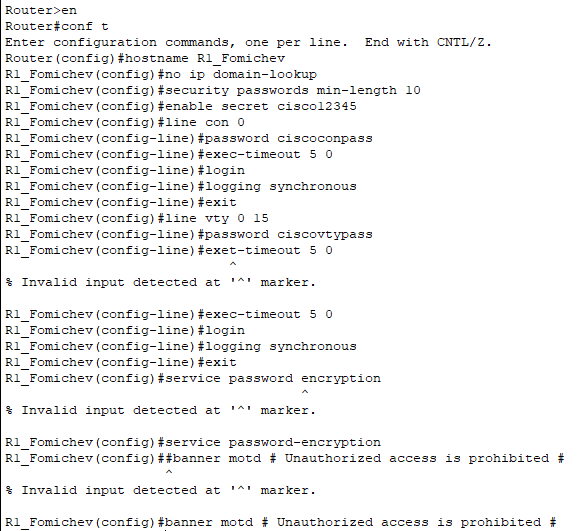 Router>en
Router#conf t
Enter configuration commands, one per line.  End with CNTL/Z.
Router(config)#hostname R1_Fomichev
R1_Fomichev(config)#no ip domain-lookup
R1_Fomichev(config)#security passwords min-length 10
R1_Fomichev(config)#enable secret cisco12345
R1_Fomichev(config)#line con 0
R1_Fomichev(config-line)#password ciscoconpass
R1_Fomichev(config-line)#exec-timeout 5 0
R1_Fomichev(config-line)#login
R1_Fomichev(config-line)#logging synchronous
R1_Fomichev(config-line)#exit
R1_Fomichev(config)#line vty 0 15
R1_Fomichev(config-line)#password ciscovtypass
R1_Fomichev(config-line)#exet-timeout 5 0
^
% Invalid input detected at '^' marker.
R1_Fomichev(config-line)#exec-timeout 5 0
R1_Fomichev(config-line)#login
R1_Fomichev(config-line)#logging synchronous
R1_Fomichev(config-line)#exit
R1_Fomichev(config)#service password encryption
^
% Invalid input detected at '^' marker.
R1_Fomichev(config)#service password-encryption
R1_Fomichev(config)##banner motd # Unauthorized access is prohibited #
^
% Invalid input detected at '^' marker.
R1_Fomichev(config)#banner motd # Unauthorized access is prohibited #